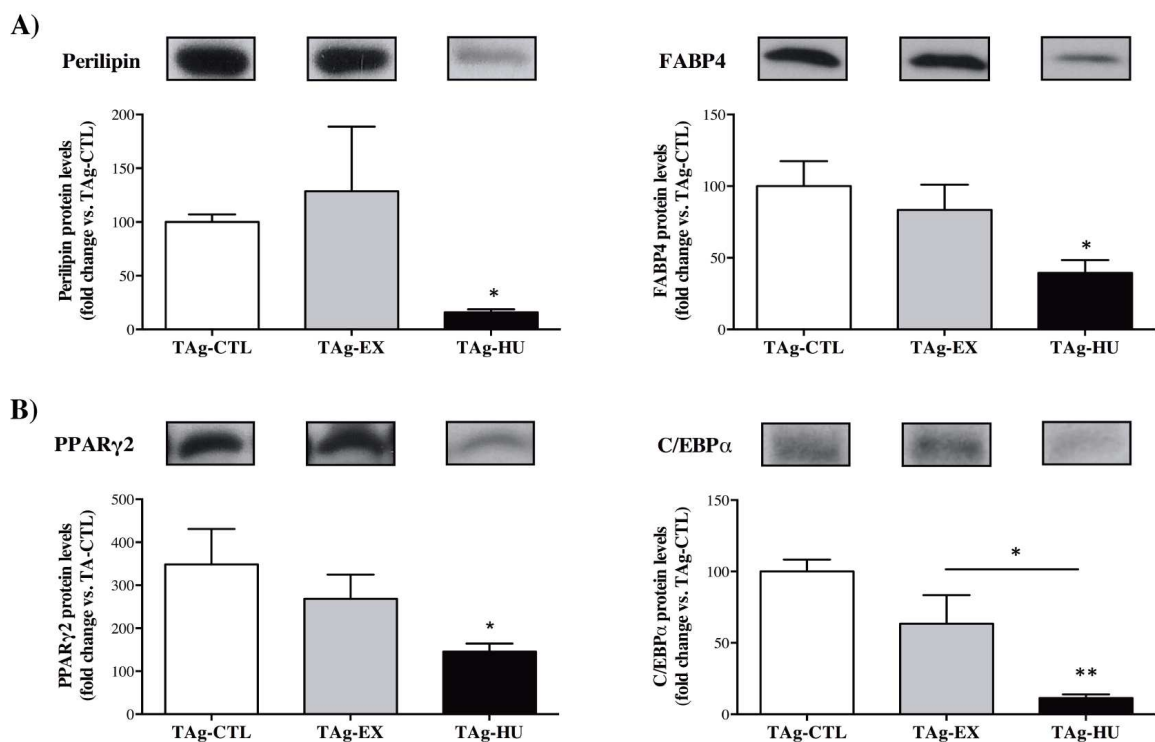 A)
Perilipin
Perilipin protein levels
(fold change vs. TAg-CTL)
200
150
100
50
0
*
TAg-CTL TAg-EX TAg-HU
FABP4
FABP4 protein levels
(fold change vs. TAg-CTL)
150
100
50
0
*
TAg-CTL TAg-EX TAg-HU
B)
PPARγ2
PPARγ2 protein levels
(fold change vs. TA-CTL)
500
400
300
200
100
0
*
TAg-CTL TAg-EX TAg-HU
C/EBPα
C/EBPα protein levels
(fold change vs. TAg-CTL)
150
100
50
0
*
**
TAg-CTL TAg-EX TAg-HU